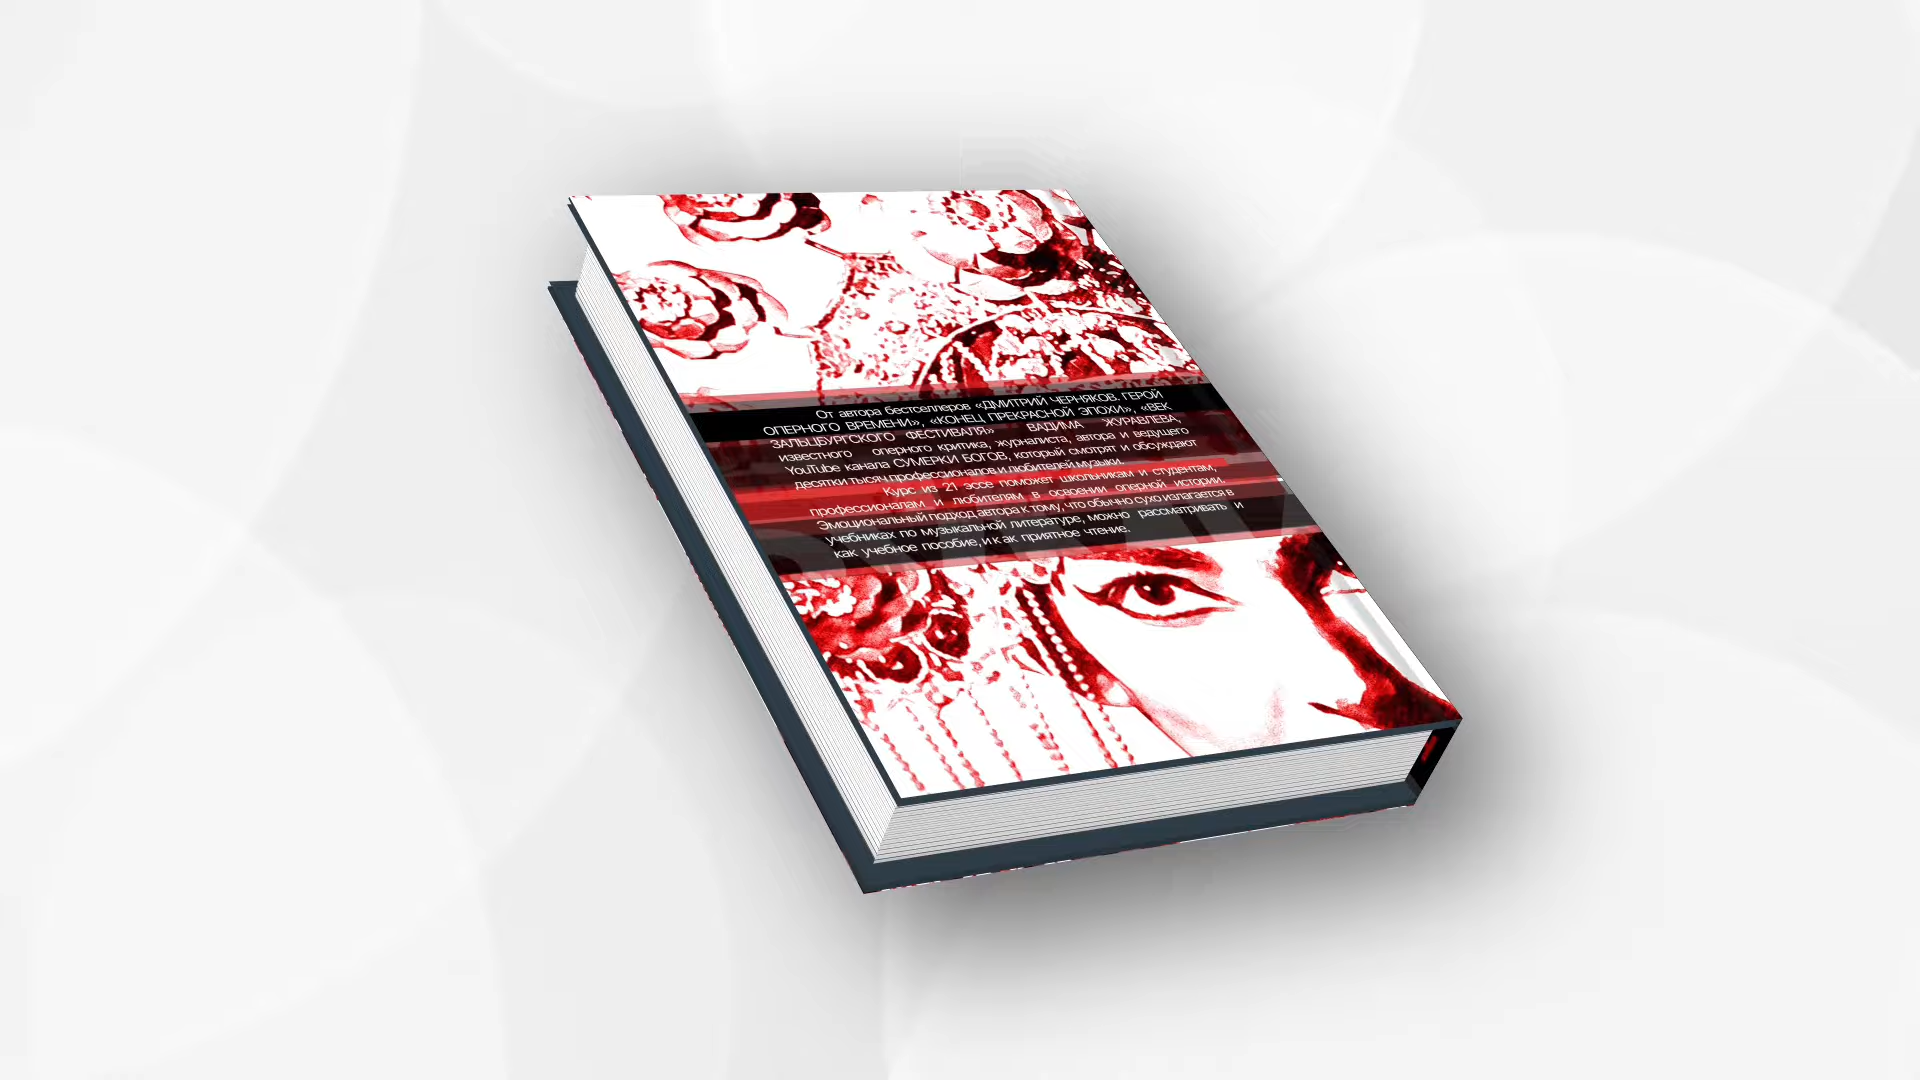 От автора бестселлеров «ДМИТРИЙ ЧЕРНЯКОВ. ГЕРОЙ
ОПЕРНОГО ВРЕМЕНИ», «КОНЕЦ ПРЕКРАСНОЙ ЭПОХИ», «ВЕК
ЗАЛЬЦБУРГСКОГО ФЕСТИВАЛЯ» ВАДИМА ЖУРАВЛЕВА,
известного оперного критика, журналиста, автора и ведущего
YouTube канала СУМЕРКИ БОГОВ, который смотрят и обсуждают
десятки тысяч профессионалов и любителей музыки.
Курс из 21 эссе поможет школьникам и студентам,
профессионалам и любителям в освоении оперной истории.
Эмоциональный подход автора к тому, что обычно сухо излагается в
учебниках по музыкальной литературе, можно рассматривать и
как учебное пособие, и к ак приятное чтение.